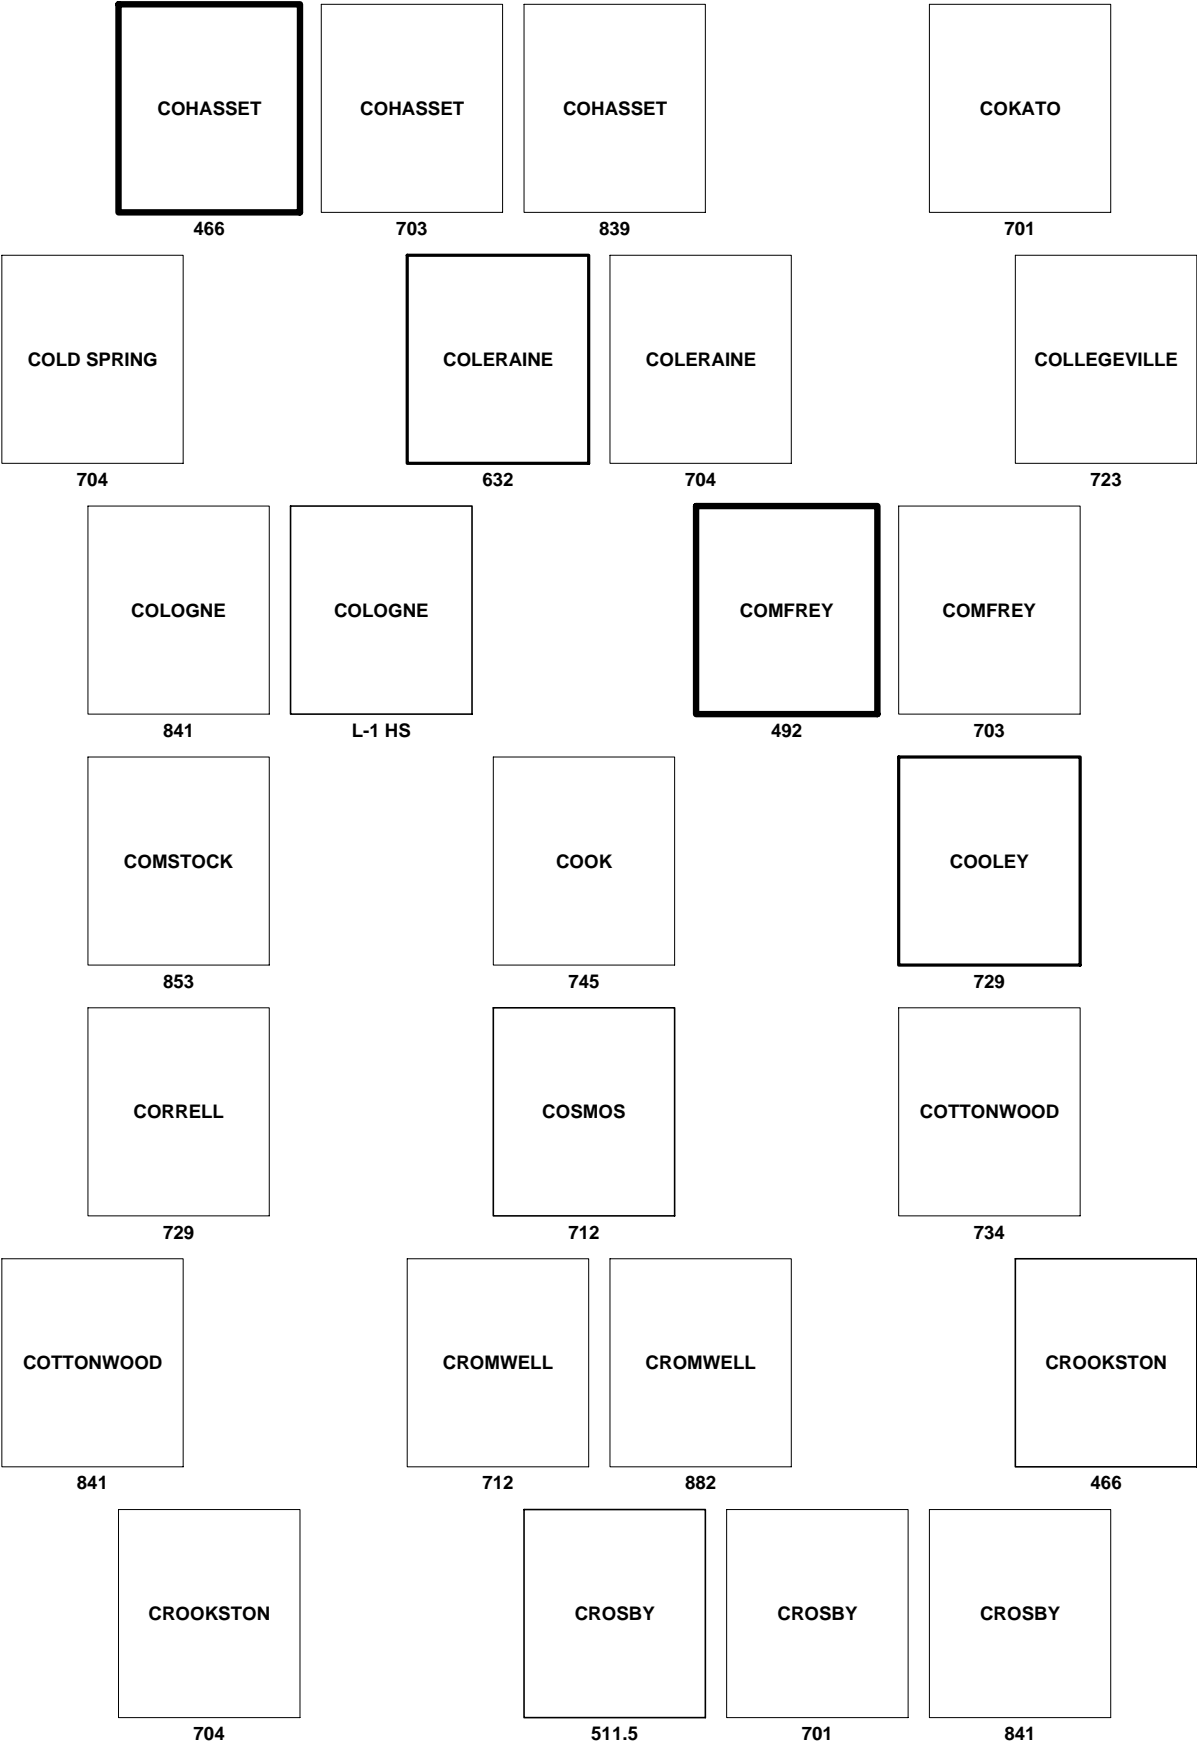 COHASSET COHASSET COHASSET COKATO
466 703 839 701
COLD SPRING COLERAINE COLERAINE COLLEGEVILLE
704 632 704 723
COLOGNE COLOGNE COMFREY COMFREY
841 L-1 HS 492 703
COMSTOCK COOK COOLEY
853 745 729
CORRELL COSMOS COTTONWOOD
729 712 734
COTTONWOOD CROMWELL CROMWELL CROOKSTON
841 712 882 466
CROOKSTON CROSBY CROSBY CROSBY
704 511.5 701 841